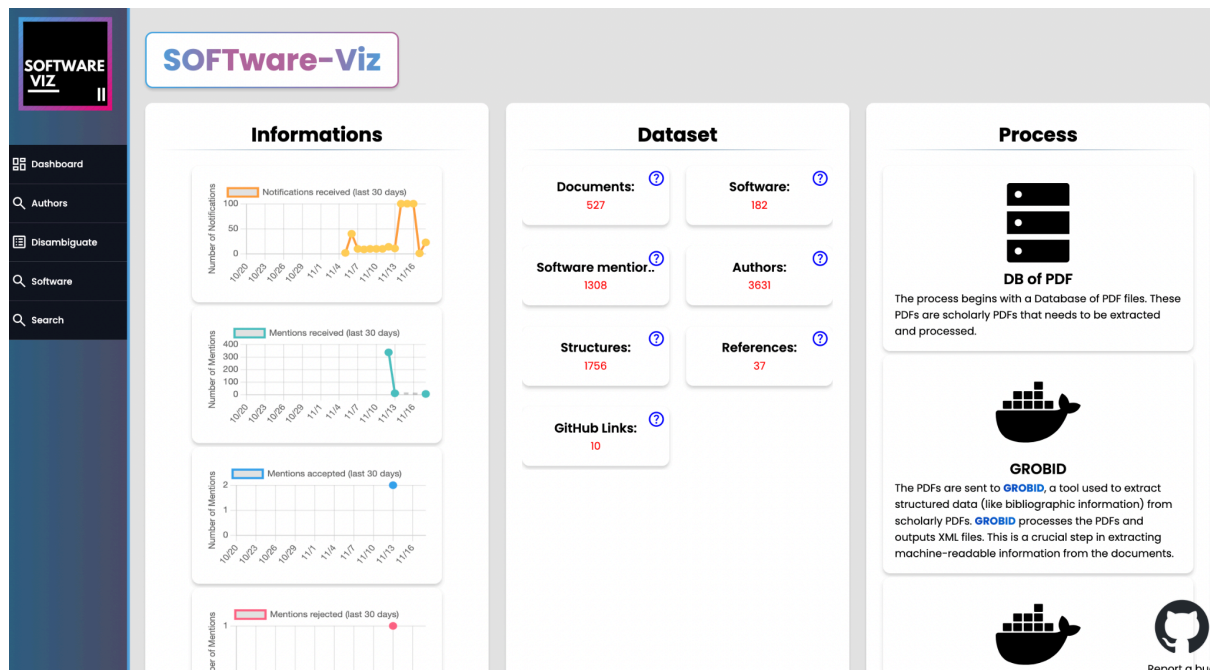 SOFTWARE
VIZ
SOFTware-Viz
Dashboard
Authors
Disambiguate
Software
Search
Informations
Notifications received (last 30 days)
Number of Notifications
100
50
0
10/20
10/23
10/26
10/29
11/1
11/4
11/7
11/10
11/13
11/16
Mentions received (last 30 days)
Number of Mentions
400
300
200
100
0
10/20
10/23
10/26
10/29
11/1
11/4
11/7
11/10
11/13
11/16
Mentions accepted (last 30 days)
Number of Mentions
2
1
0
10/20
10/23
10/26
10/29
11/1
11/4
11/7
11/10
11/13
11/16
Mentions rejected (last 30 days)
1
Mentions
Dataset
Documents:
527
Software:
182
Software mention..
1308
Authors:
3631
Structures:
1756
References:
37
GitHub Links:
10
Process
DB of PDF
The process begins with a Database of PDF files. These
PDFs are scholarly PDFs that needs to be extracted
and processed.
GROBID
The PDFs are sent to GROBID, a tool used to extract
structured data (like bibliographic information) from
scholarly PDFs. GROBID processes the PDFs and
outputs XML files. This is a crucial step in extracting
machine-readable information from the documents.
Report a bug